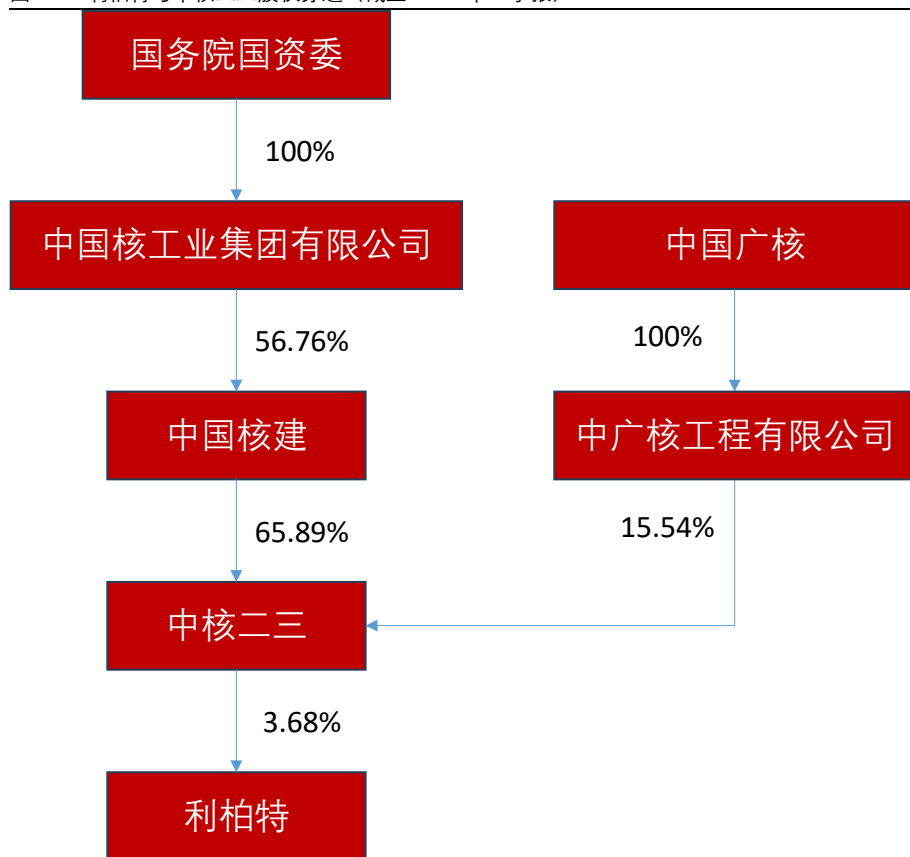 国务院国资委
100%
中国核工业集团有限公司
中国广核
56.76%
100%
中国核建
中广核工程有限公司
65.89%
15.54%
中核二三
3.68%
利柏特